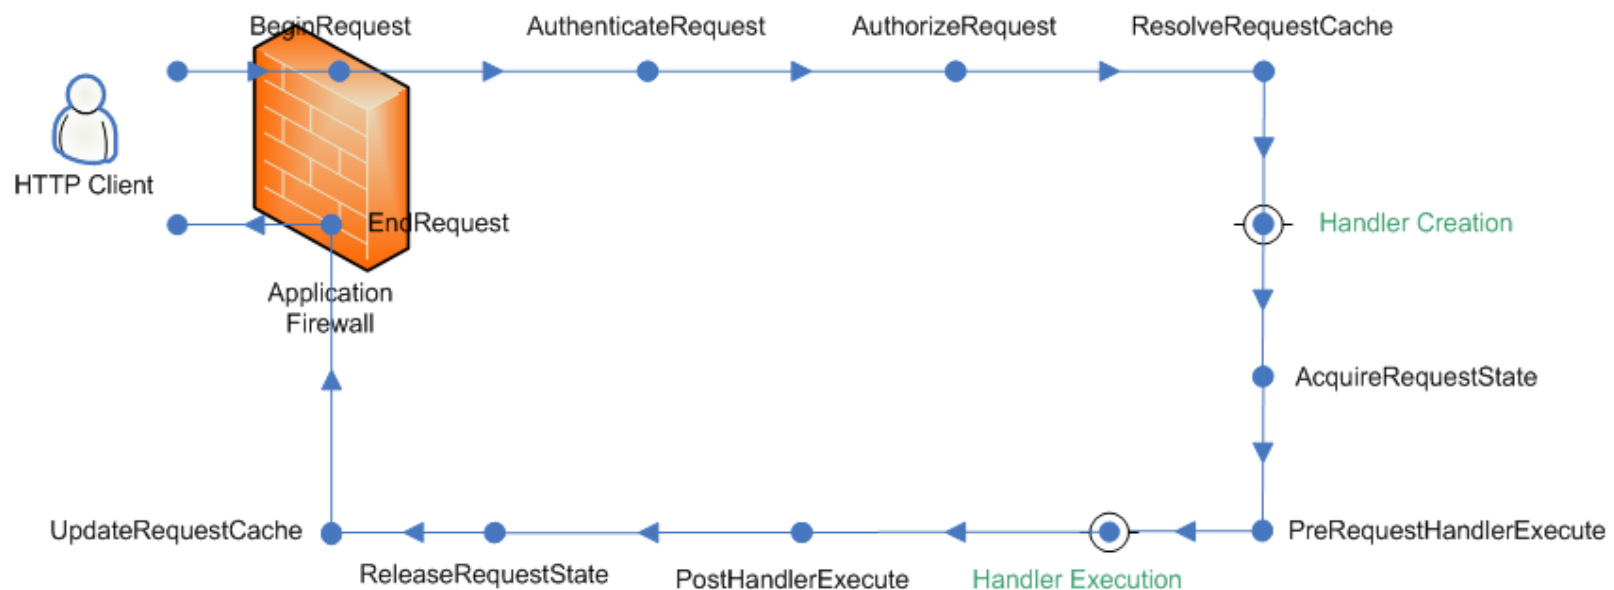 BeginRequest
AuthenticateRequest
AuthorizeRequest
ResolveRequestCache
HTTP Client
EndRequest
Handler Creation
Application
Firewall
AcquireRequestState
UpdateRequestCache
PreRequestHandlerExecute
ReleaseRequestState
PostHandlerExecute
Handler Execution